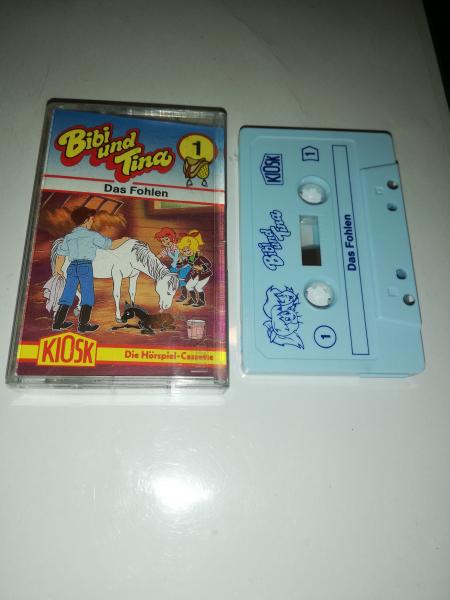 Bibi
und
Tina
1
Das Fohlen
KIOSK
Die Hörspiel-Cassette
KIOSK
1
Bibi und
Tina
Das Fohlen
1